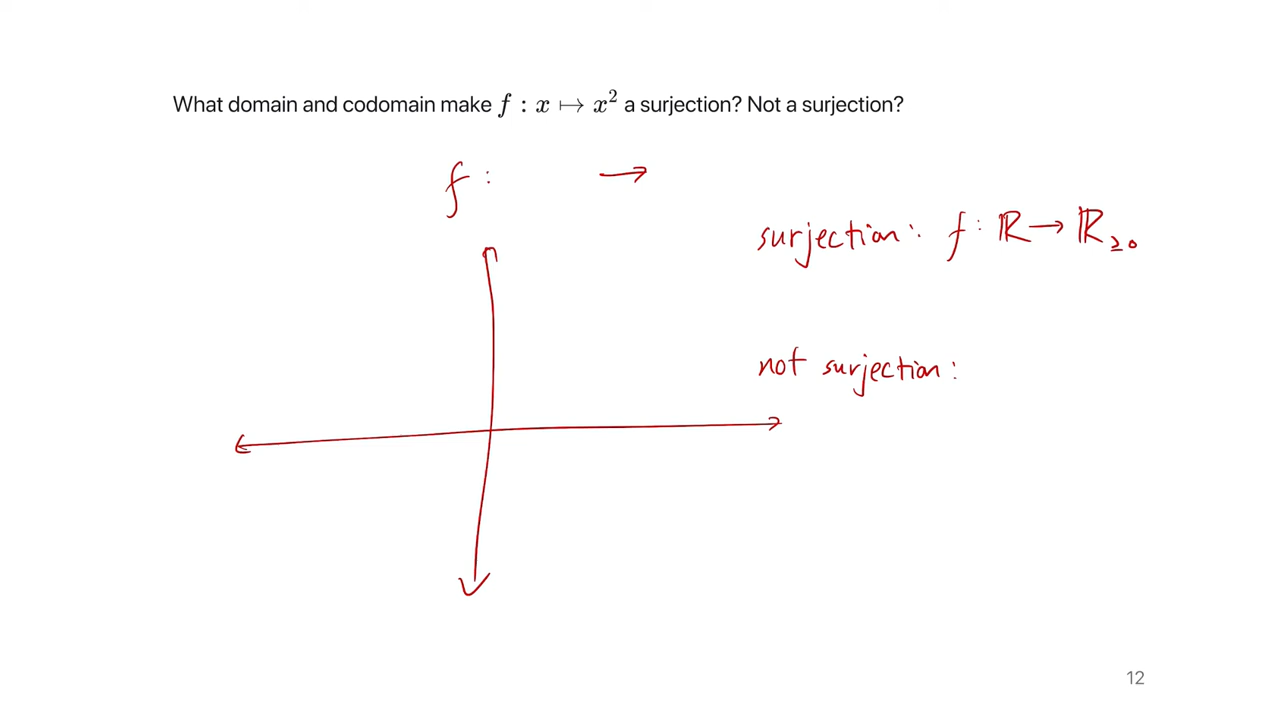 What domain and codomain make f : x ↦ x² a surjection? Not a surjection?
f : →
surjection: f : ℝ → ℝ≥0
not surjection:
12